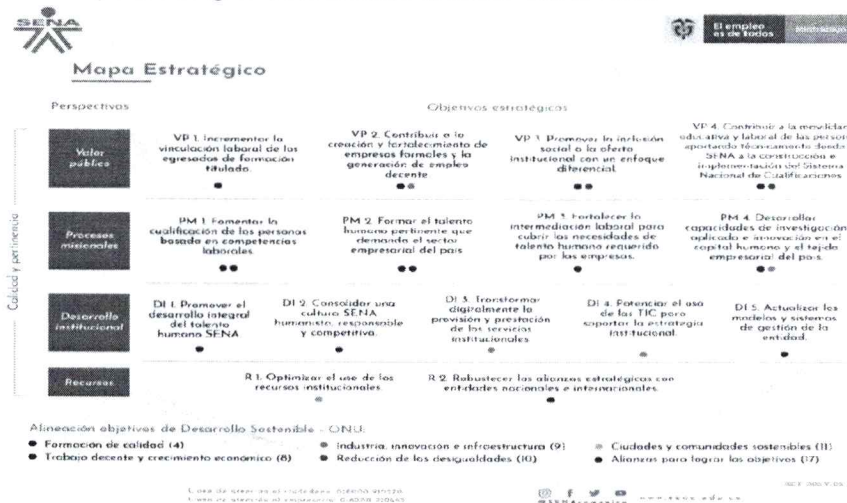 SENA
El empleo
es de todos
Mapa Estratégico
Perspectivas
Objetivos estratégicos
Calidad y pertinencia
Valor
público
VP 1. Incrementar la
vinculación laboral de los
egresados de formación
titulada.
VP 2. Contribuir a la
creación y fortalecimiento de
empresas formales y la
generación de empleo
decente
VP 3. Promover la inclusión
social a la oferta
institucional con un enfoque
diferencial.
VP 4. Contribuir a la movilidad
educativa y laboral de las person
aportando técnicamente desde
SENA a la construcción e
implementación del Sistema
Nacional de Cualificaciones
Procesos
misionales
PM 1. Fomentar la
cualificación de las personas
basada en competencias
laborales.
PM 2. Formar el talento
humano pertinente que
demanda el sector
empresarial del país
PM 3. Fortalecer la
intermediación laboral para
cubrir las necesidades de
talento humano requerido
por las empresas.
PM 4. Desarrollar
capacidades de investigación
aplicada e innovación en el
capital humano y el tejido
empresarial del país.
Desarrollo
institucional
DI 1. Promover el
desarrollo integral
del talento
humano SENA
DI 2. Consolidar una
cultura SENA
humanista, responsable
y competitiva.
DI 3. Transformar
digitalmente la
provisión y prestación
de los servicios
institucionales
DI 4. Potenciar el uso
de las TIC para
soportar la estrategia
institucional.
DI 5. Actualizar los
modelos y sistemas
de gestión de la
entidad.
Recursos
R 1. Optimizar el uso de los
recursos institucionales
R 2. Robustecer las alianzas estratégicas con
entidades nacionales e internacionales.
Alineación objetivos de Desarrollo Sostenible - ONU:
Formación de calidad (4)
Industria, innovación e infraestructura (9)
Ciudades y comunidades sostenibles (11)
Trabajo decente y crecimiento económico (8)
Reducción de las desigualdades (10)
Alianzas para lograr los objetivos (17)
www.sena.edu.co